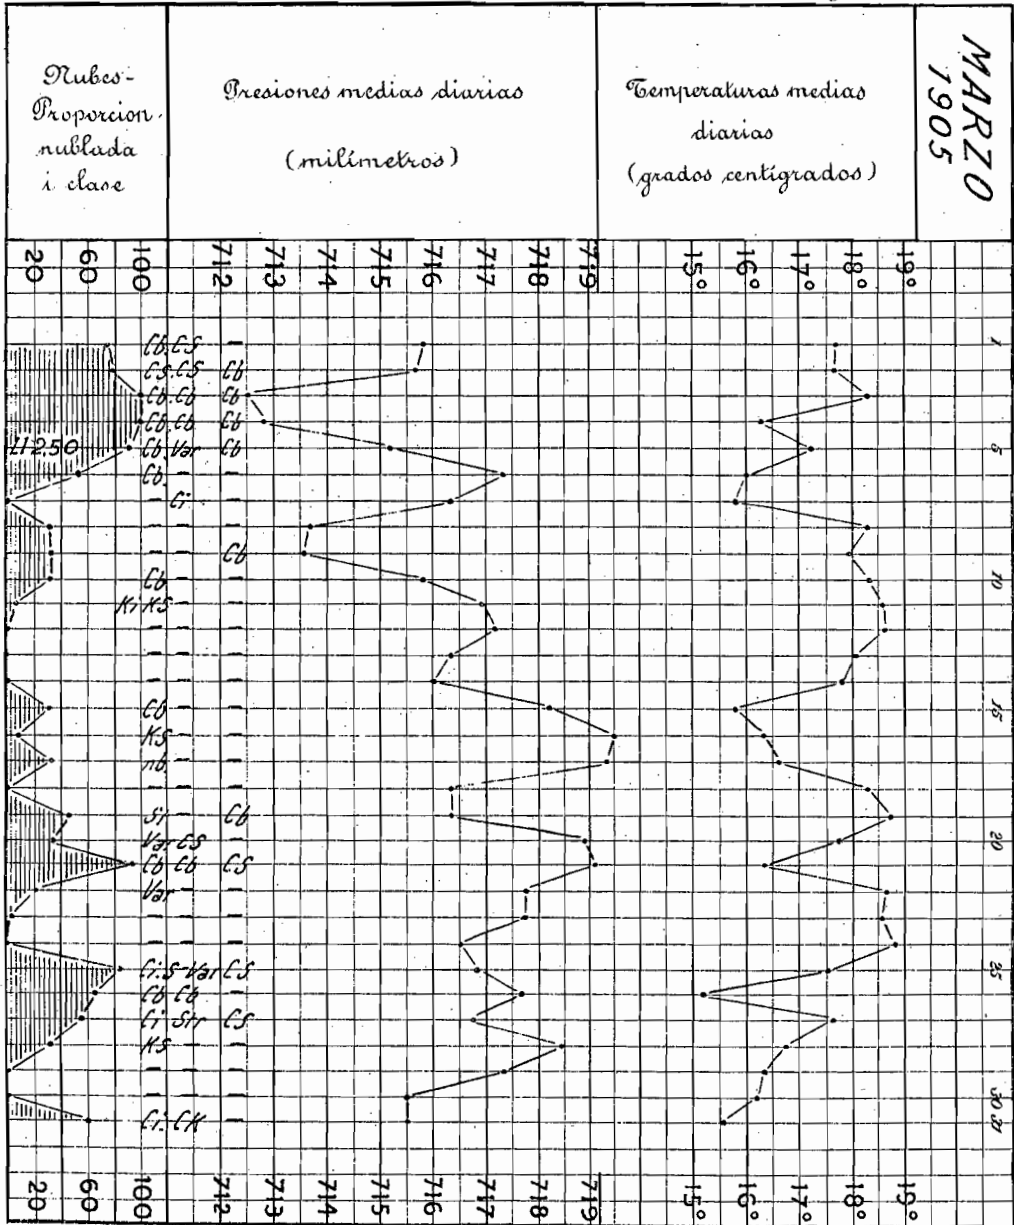 Nubes-
Proporcion.
nublada
i clase
Presiones medias diarias
(milímetros)
Temperaturas medias
diarias
(grados centígrados)
MARZO
1905
20 60 100 712 713 714 715 716 717 718 719 15° 16° 17° 18° 19°
Cb. CS – 1
CS. CS Cb
Cb. Cb Cb
Cb. Cb Cb
Cb. Var Cb 5
Cb. – –
– Ci –
– – –
– – Cb
Cb – – 10
Ki KS –
– – –
– – –
– – –
Cb – – 15
KS – –
nb – –
– – –
St – Cb
Var CS 20
Cb Cb CS
Var – –
– – –
– – –
Ci.S-Var CS 25
Cb Cb –
Ci Str CS
KS – –
– – –
– – – 30
Ci. CK – 31
20 60 100 712 713 714 715 716 717 718 719 15° 16° 17° 18° 19°